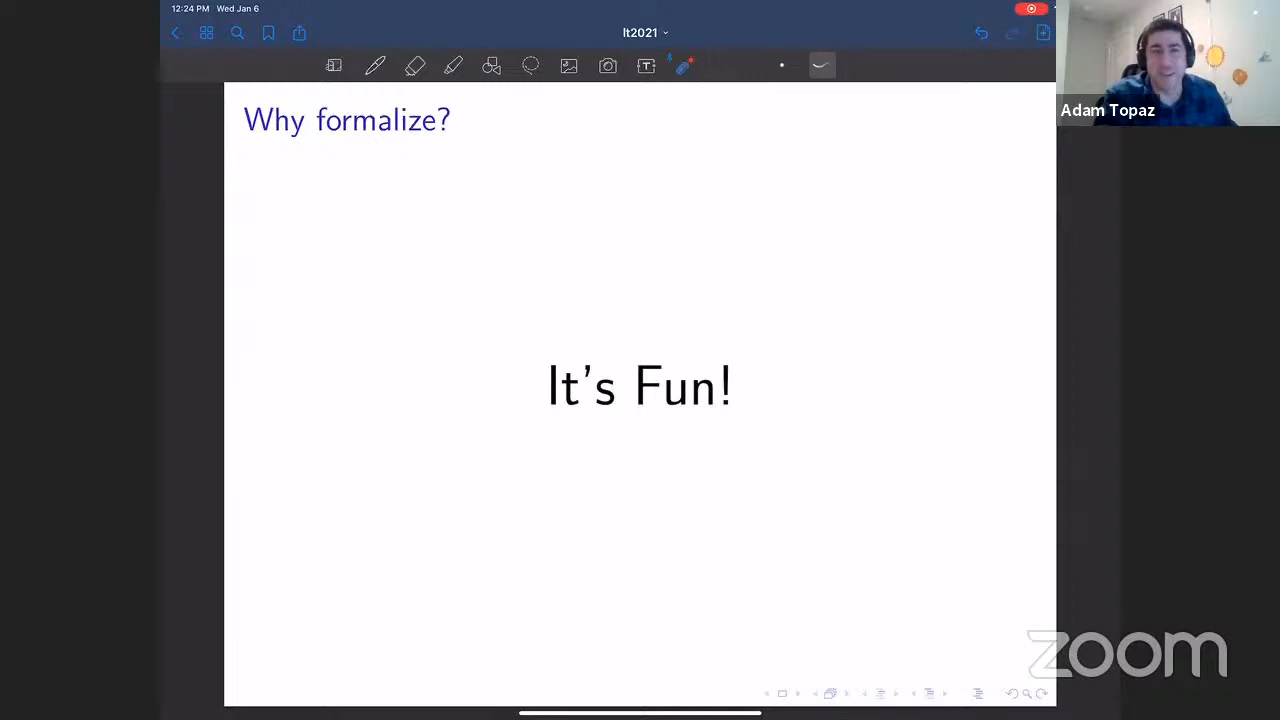 12:24 PM Wed Jan 6
lt2021
Adam Topaz
Why formalize?
It's Fun!
zoom